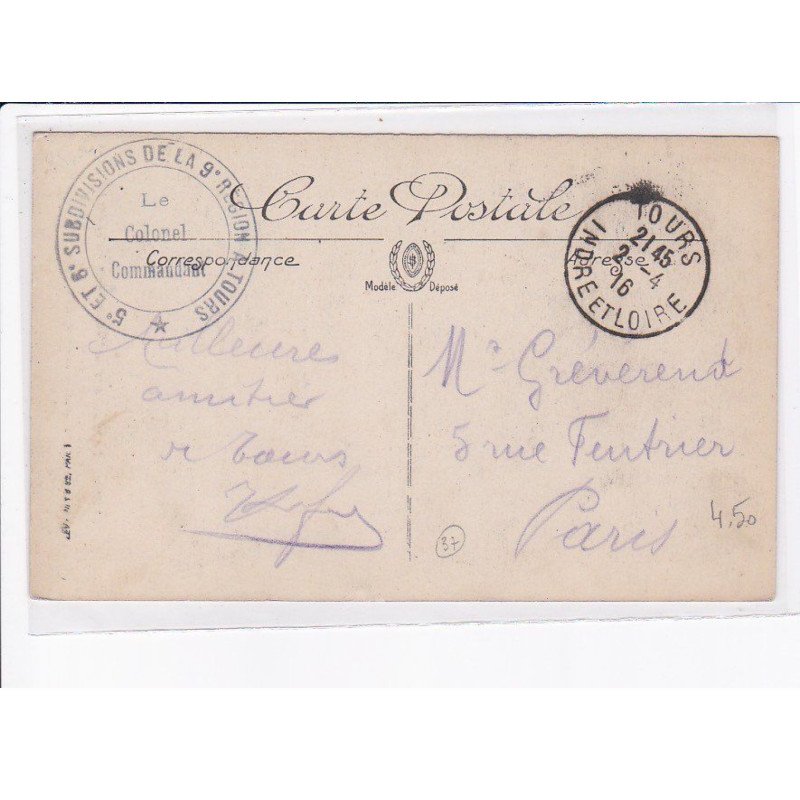 5e ET 6e SUBDIVISIONS DE LA 9e REGION TOURS
Le
Colonel
Commandant
Carte Postale
Correspondance
Adresse
Modèle Déposé
TOURS
21 45
2 - 4
16
INDRE ET LOIRE
Meilleures
amitiés
de Tours
Mr Gréverend
5 rue Feutrier
Paris
37
4,50